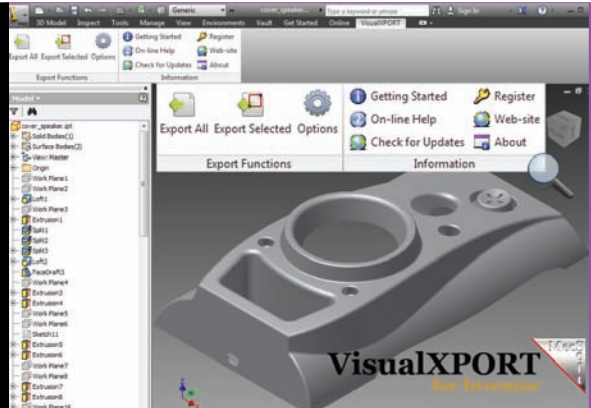 Generic
cover_speaker...
Type a keyword or phrase
Sign In
3D Model Inspect Tools Manage View Environments Vault Get Started Online VisualXPORT
Getting Started Register
On-line Help Web-site
Export All Export Selected Options Check for Updates About
Export Functions Information
Model
cover_speaker.ipt
Solid Bodies(1)
Surface Bodies(2)
View: Master
Origin
Work Plane1
Work Plane2
Loft1
Work Plane3
Extrusion1
Split1
Split2
Split3
Loft2
FaceDraft3
Work Plane4
Extrusion3
Extrusion4
Work Plane5
Work Plane6
Sketch11
Extrusion5
Extrusion6
Work Plane7
Work Plane8
Extrusion7
Extrusion8
Work Plane16
Getting Started Register
On-line Help Web-site
Export All Export Selected Options Check for Updates About
Export Functions Information
VisualXPORT
for Inventor